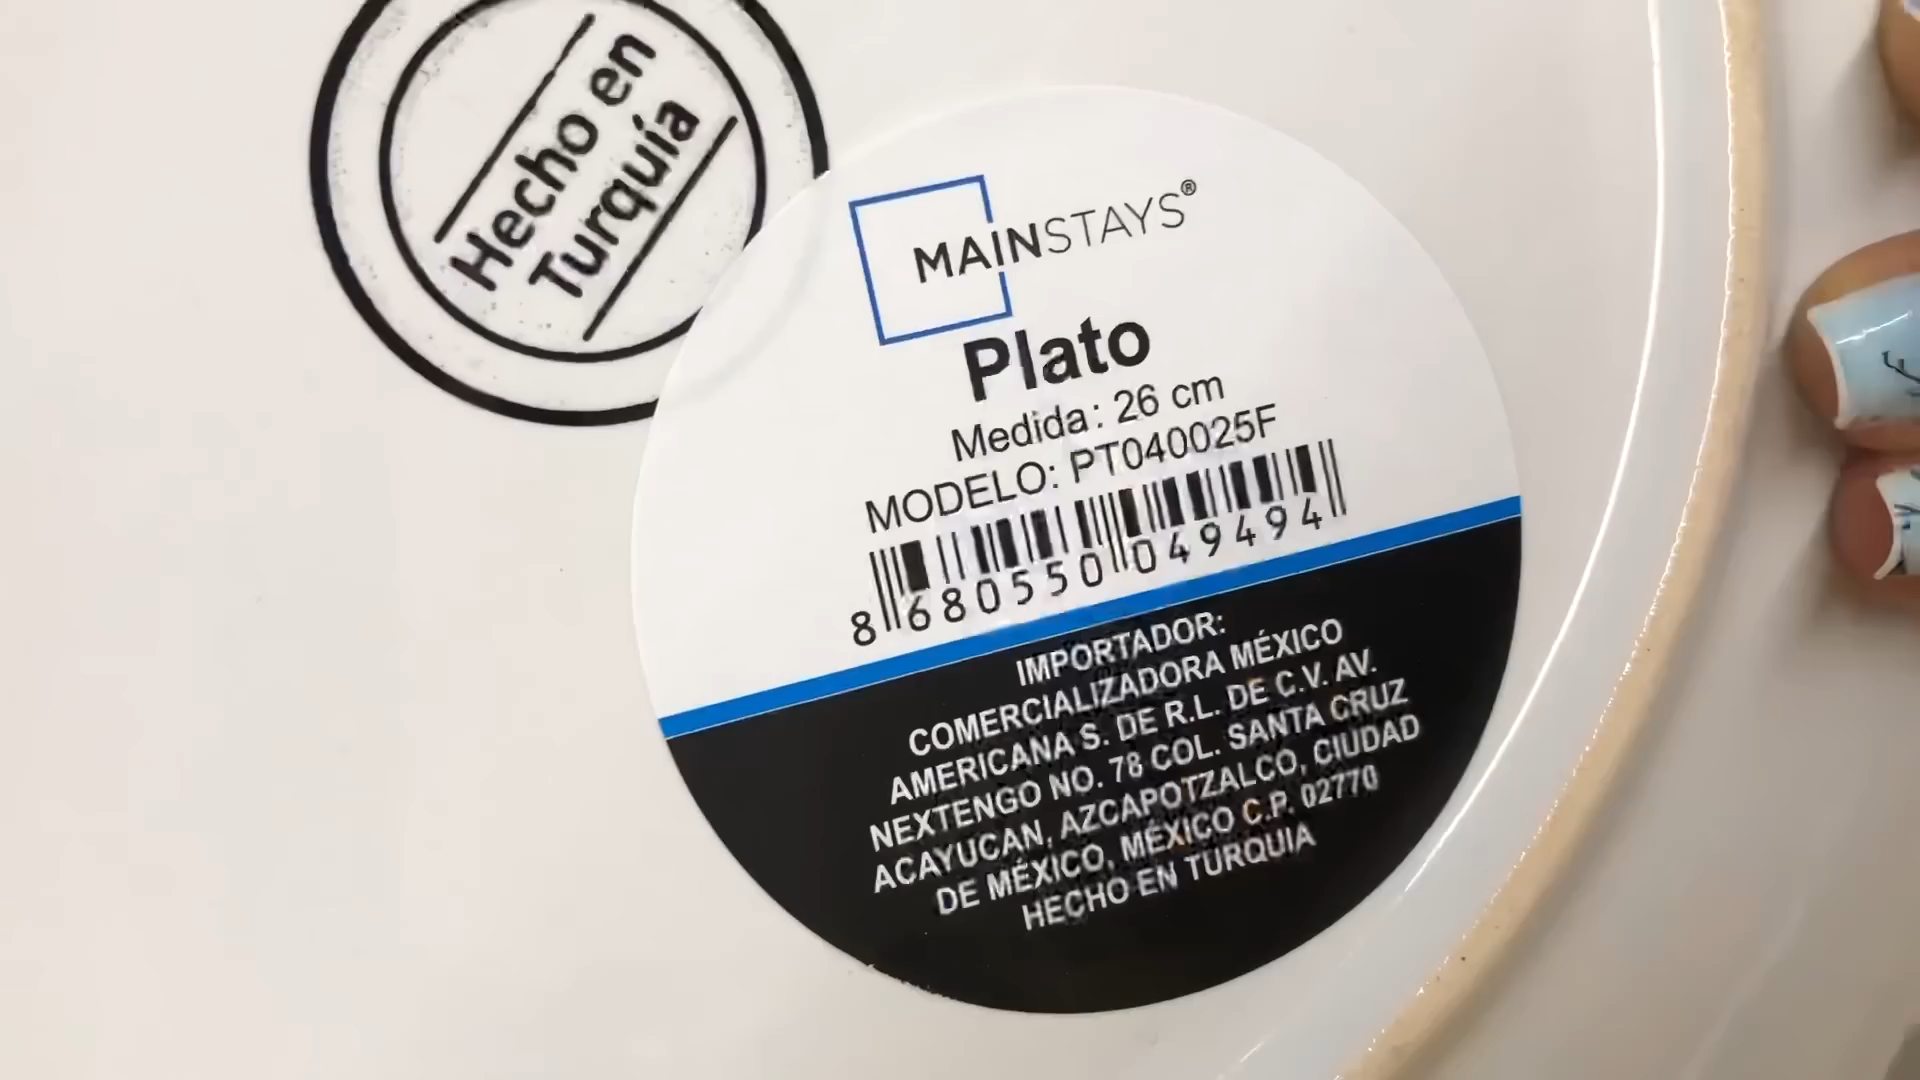 Hecho en
Turquía
MAINSTAYS®
Plato
Medida: 26 cm
MODELO: PT040025F
8 680550 049494
IMPORTADOR:
COMERCIALIZADORA MÉXICO
AMERICANA S. DE R.L. DE C.V. AV.
NEXTENGO NO. 78 COL. SANTA CRUZ
ACAYUCAN, AZCAPOTZALCO, CIUDAD
DE MÉXICO, MÉXICO C.P. 02770
HECHO EN TURQUIA